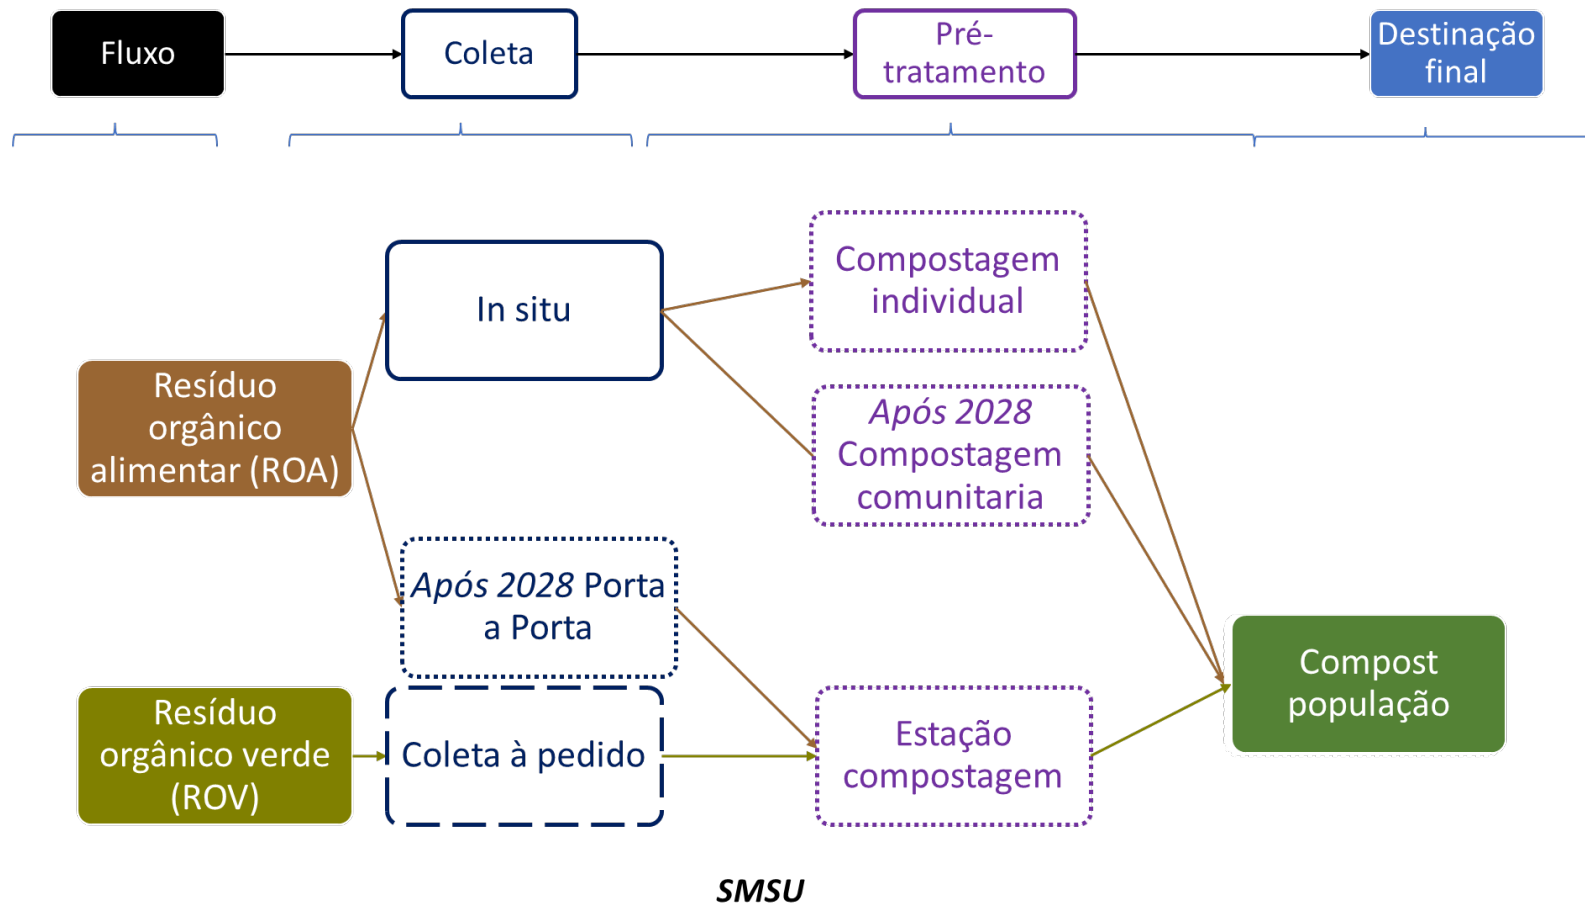 Fluxo
Coleta
Pré-
tratamento
Destinação
final
In situ
Compostagem
individual
Resíduo
orgânico
alimentar (ROA)
Após 2028
Compostagem
comunitaria
Após 2028 Porta
a Porta
Resíduo
orgânico verde
(ROV)
Coleta à pedido
Estação
compostagem
Compost
população
SMSU